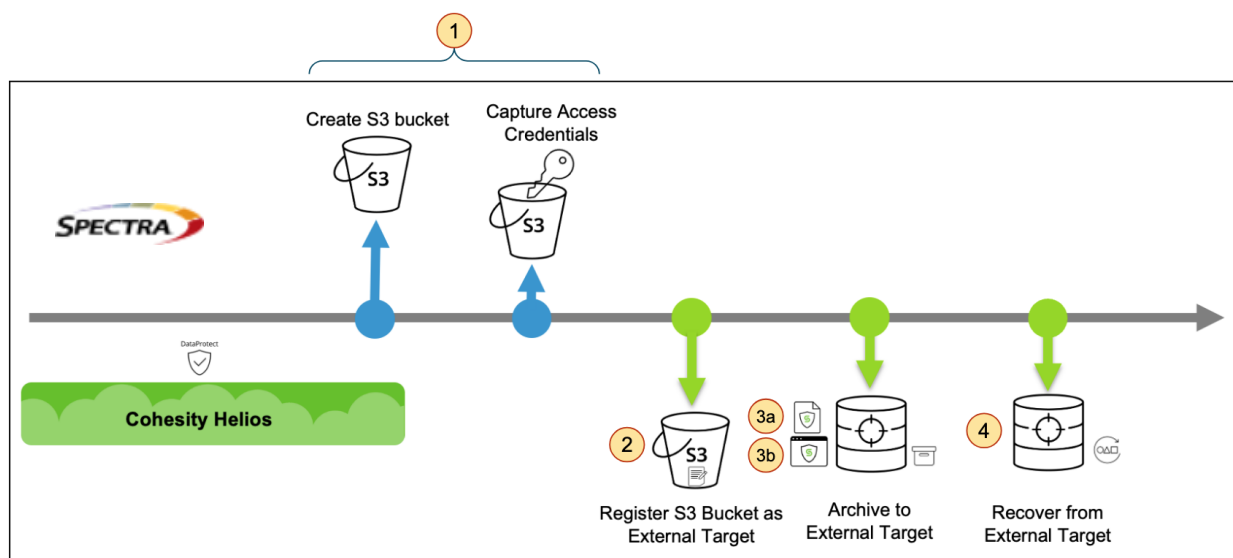 1
Create S3 bucket
Capture Access
Credentials
S3
S3
SPECTRA
DataProtect
Cohesity Helios
2
S3
3a
3b
4
Register S3 Bucket as
External Target
Archive to
External Target
Recover from
External Target